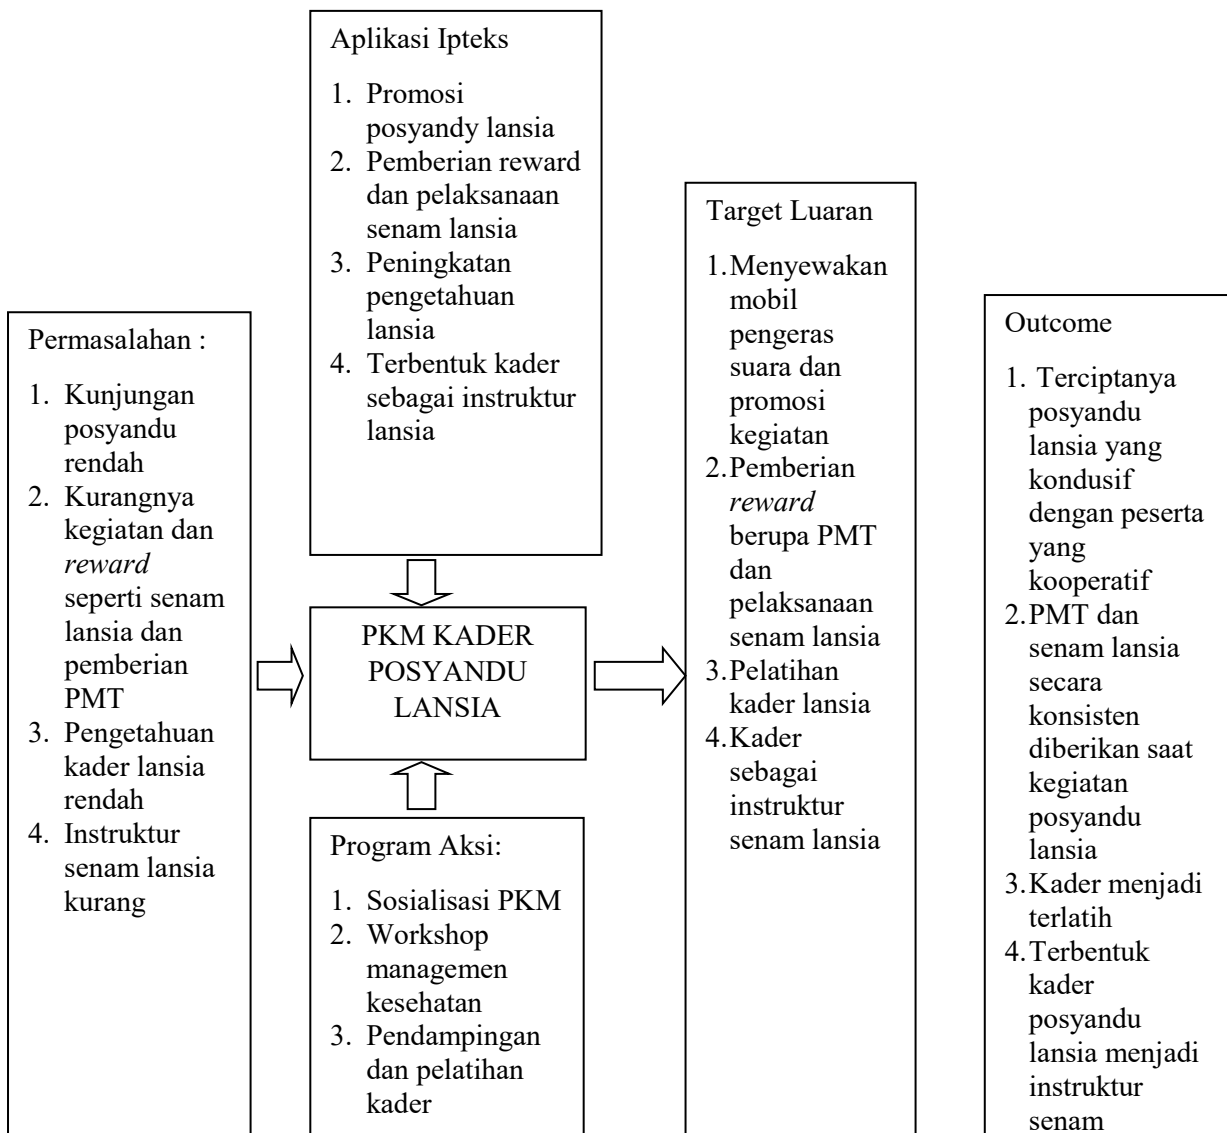 Aplikasi Ipteks
1. Promosi
posyandy lansia
2. Pemberian reward
dan pelaksanaan
senam lansia
3. Peningkatan
pengetahuan
lansia
4. Terbentuk kader
sebagai instruktur
lansia
Permasalahan :
1. Kunjungan
posyandu
rendah
2. Kurangnya
kegiatan dan
reward
seperti senam
lansia dan
pemberian
PMT
3. Pengetahuan
kader lansia
rendah
4. Instruktur
senam lansia
kurang
PKM KADER
POSYANDU
LANSIA
Program Aksi:
1. Sosialisasi PKM
2. Workshop
managemen
kesehatan
3. Pendampingan
dan pelatihan
kader
Target Luaran
1.Menyewakan
mobil
pengeras
suara dan
promosi
kegiatan
2.Pemberian
reward
berupa PMT
dan
pelaksanaan
senam lansia
3.Pelatihan
kader lansia
4.Kader
sebagai
instruktur
senam lansia
Outcome
1. Terciptanya
posyandu
lansia yang
kondusif
dengan peserta
yang
kooperatif
2.PMT dan
senam lansia
secara
konsisten
diberikan saat
kegiatan
posyandu
lansia
3.Kader menjadi
terlatih
4.Terbentuk
kader
posyandu
lansia menjadi
instruktur
senam